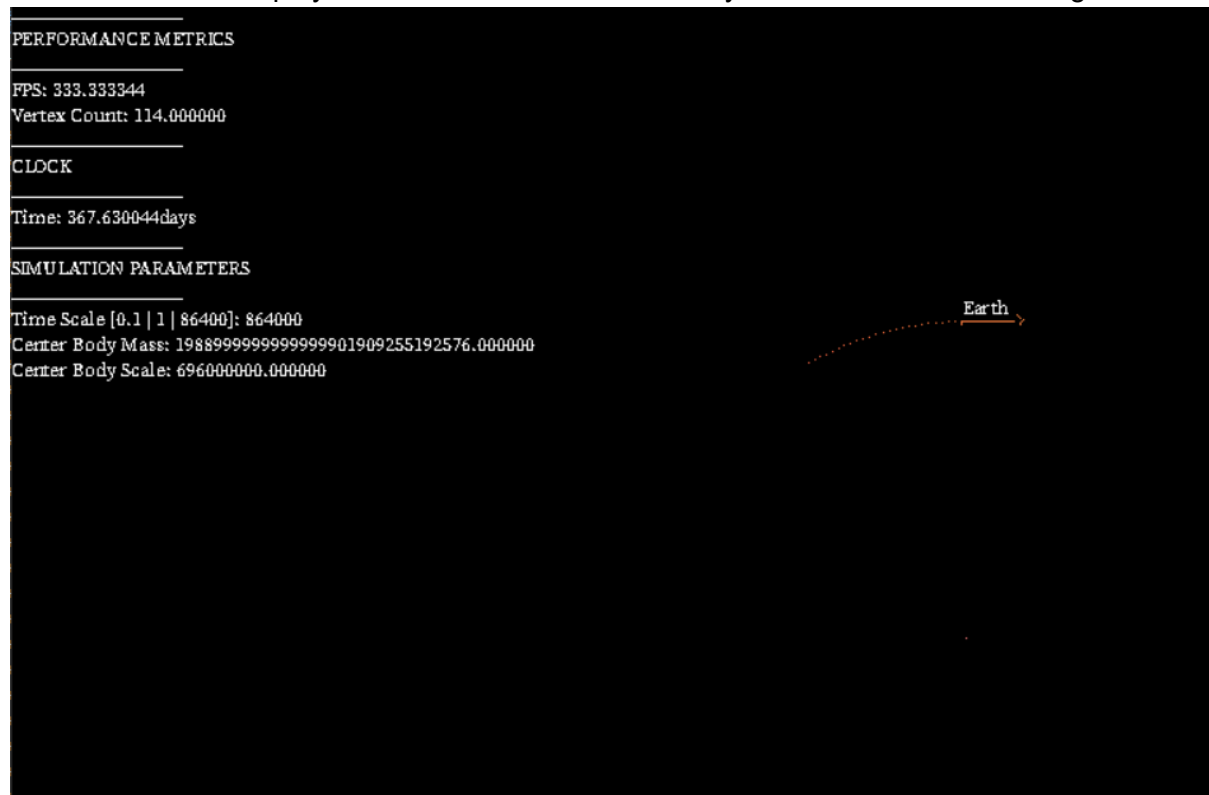 PERFORMANCE METRICS
FPS: 333.333344
Vertex Count: 114.000000
CLOCK
Time: 367.630044days
SIMULATION PARAMETERS
Time Scale [0.1 | 1 | 86400]: 864000
Center Body Mass: 1988999999999999901909255192576.000000
Center Body Scale: 696000000.000000
Earth